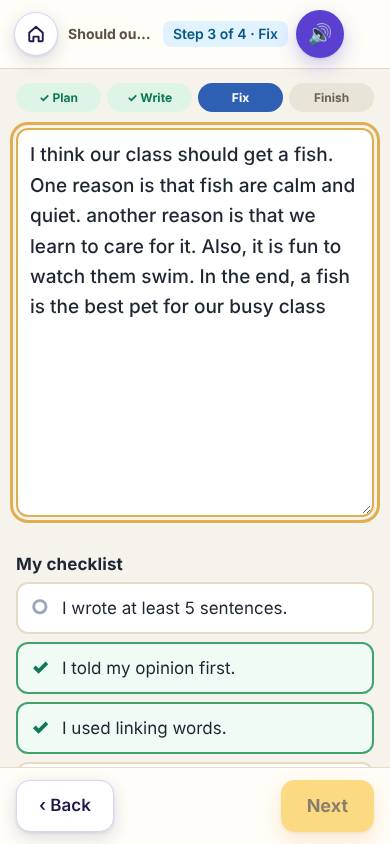 Should ou...
Step 3 of 4 · Fix
✓ Plan
✓ Write
Fix
Finish
I think our class should get a fish.
One reason is that fish are calm and
quiet. another reason is that we
learn to care for it. Also, it is fun to
watch them swim. In the end, a fish
is the best pet for our busy class
My checklist
I wrote at least 5 sentences.
✓ I told my opinion first.
✓ I used linking words.
‹ Back
Next